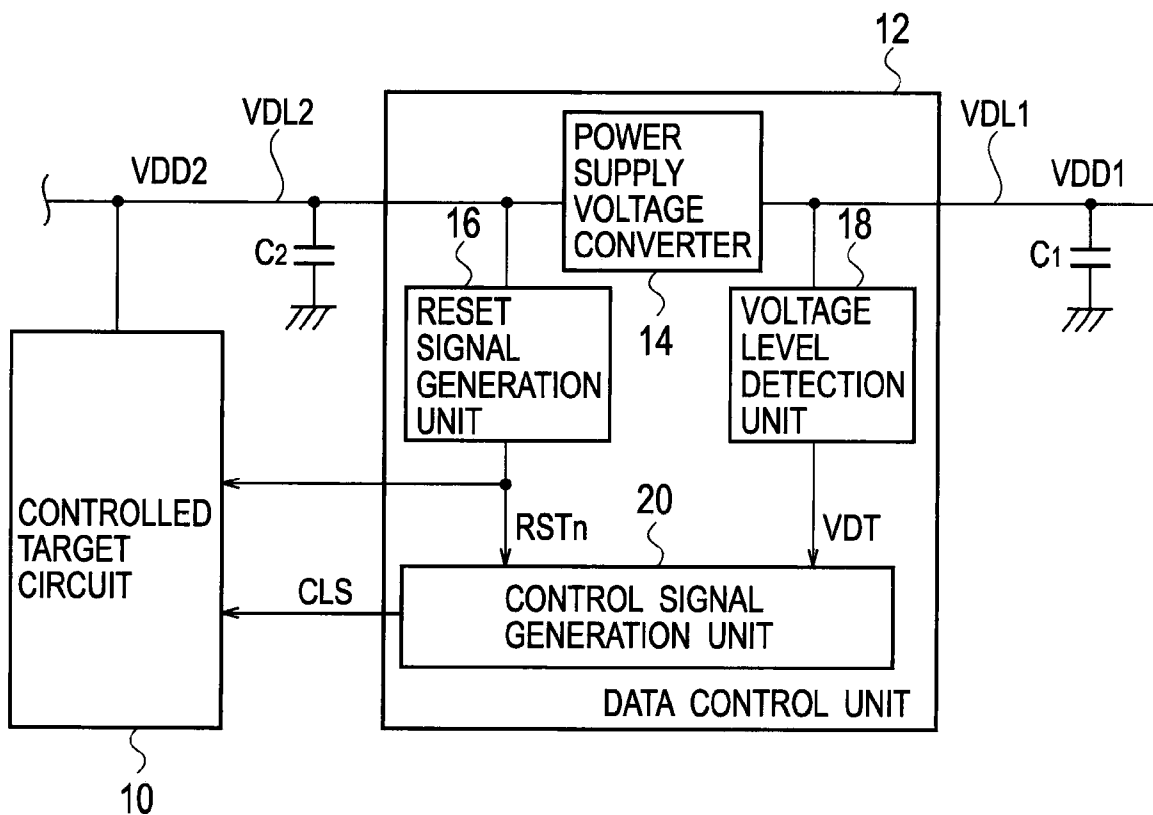 12
VDL2
VDL1
VDD2
VDD1
POWER
SUPPLY
VOLTAGE
CONVERTER
16
18
C2
C1
14
RESET
SIGNAL
GENERATION
UNIT
VOLTAGE
LEVEL
DETECTION
UNIT
CONTROLLED
TARGET
CIRCUIT
RSTn
20
VDT
CLS
CONTROL SIGNAL
GENERATION UNIT
DATA CONTROL UNIT
10